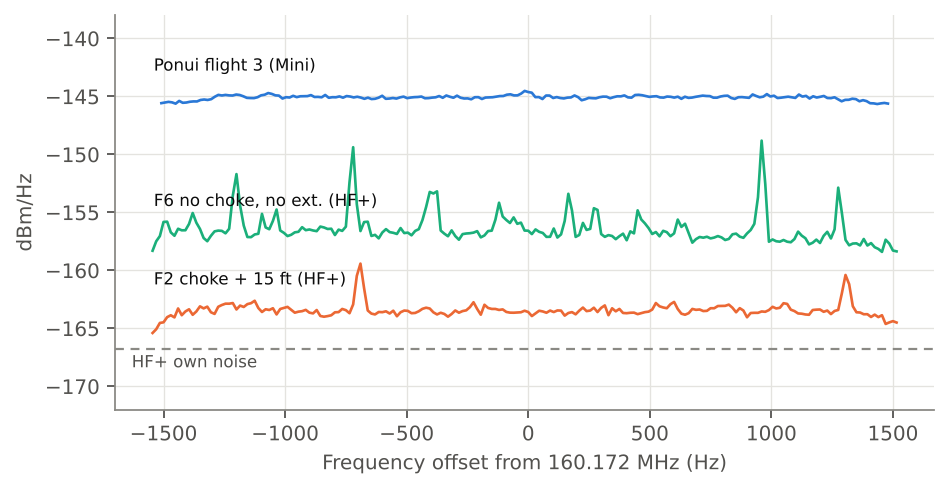 −140
Ponui flight 3 (Mini)
−145
−150
F6 no choke, no ext. (HF+)
−155
−160
F2 choke + 15 ft (HF+)
−165
HF+ own noise
−170
dBm/Hz
−1500 −1000 −500 0 500 1000 1500
Frequency offset from 160.172 MHz (Hz)